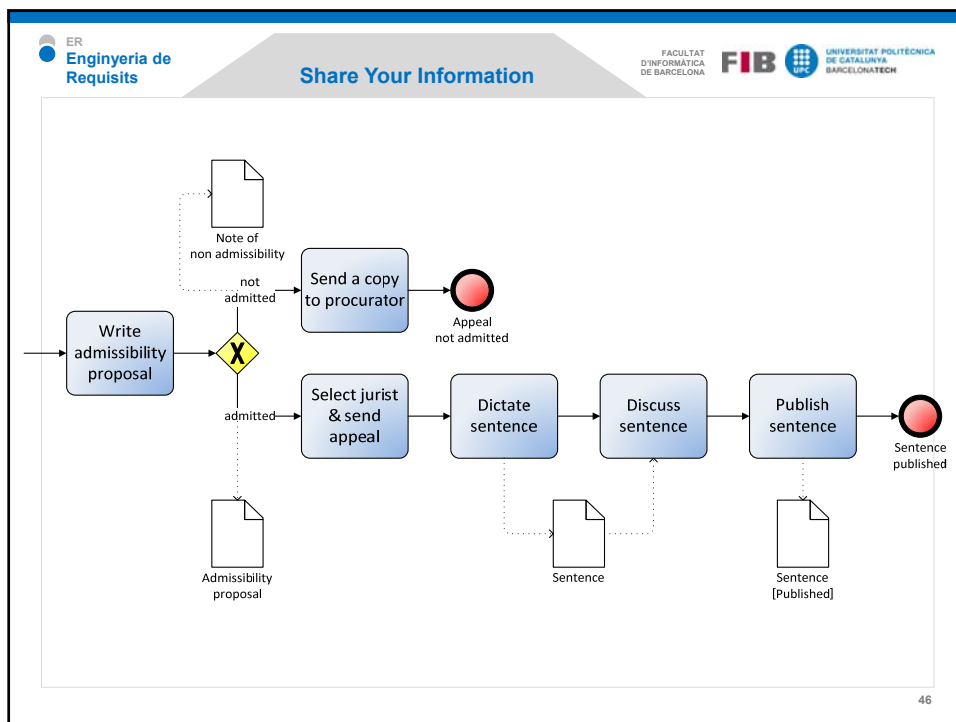 ER
Enginyeria de
Requisits
Share Your Information
FACULTAT
D'INFORMÀTICA
DE BARCELONA
FIB
UPC
UNIVERSITAT POLITÈCNICA
DE CATALUNYA
BARCELONATECH
Note of
non admissibility
not
admitted
Send a copy
to procurator
Appeal
not admitted
Write
admissibility
proposal
X
admitted
Select jurist
& send
appeal
Dictate
sentence
Discuss
sentence
Publish
sentence
Sentence
published
Admissibility
proposal
Sentence
Sentence
[Published]
46